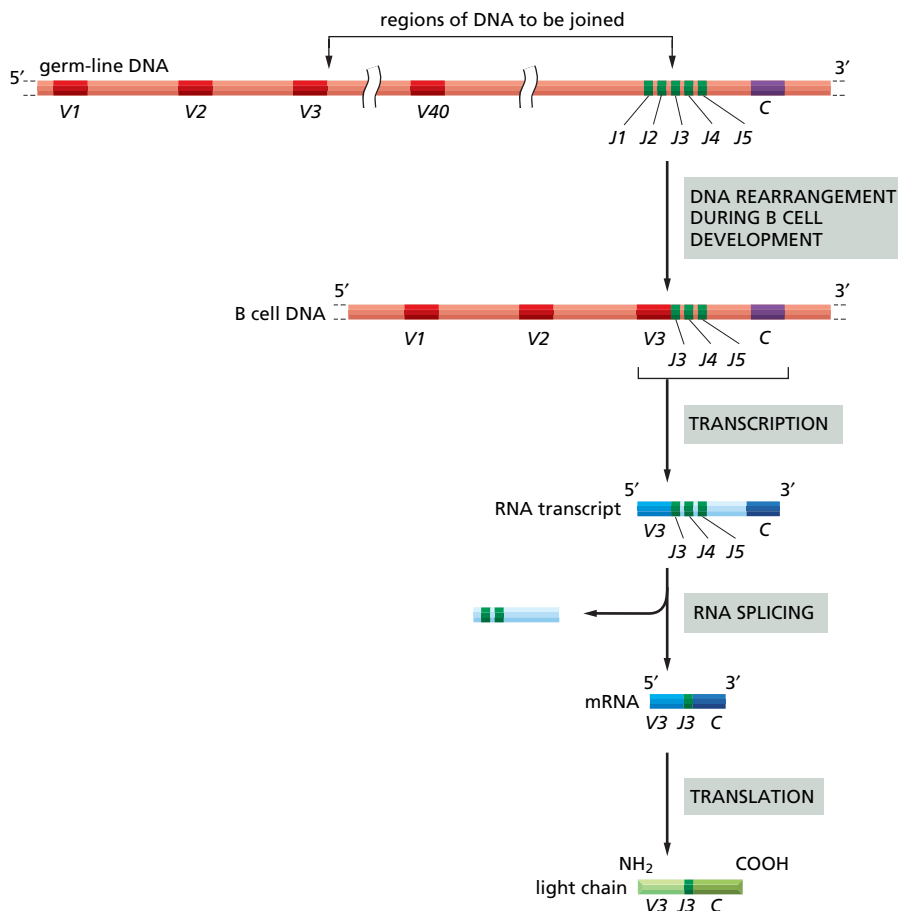 regions of DNA to be joined
germ-line DNA
5′ 3′
V1 V2 V3 V40 C
J1 J2 J3 J4 J5
DNA REARRANGEMENT
DURING B CELL
DEVELOPMENT
5′ 3′
B cell DNA
V1 V2 V3 C
J3 J4 J5
TRANSCRIPTION
5′ 3′
RNA transcript
V3 C
J3 J4 J5
RNA SPLICING
5′ 3′
mRNA
V3 J3 C
TRANSLATION
NH₂ COOH
light chain
V3 J3 C